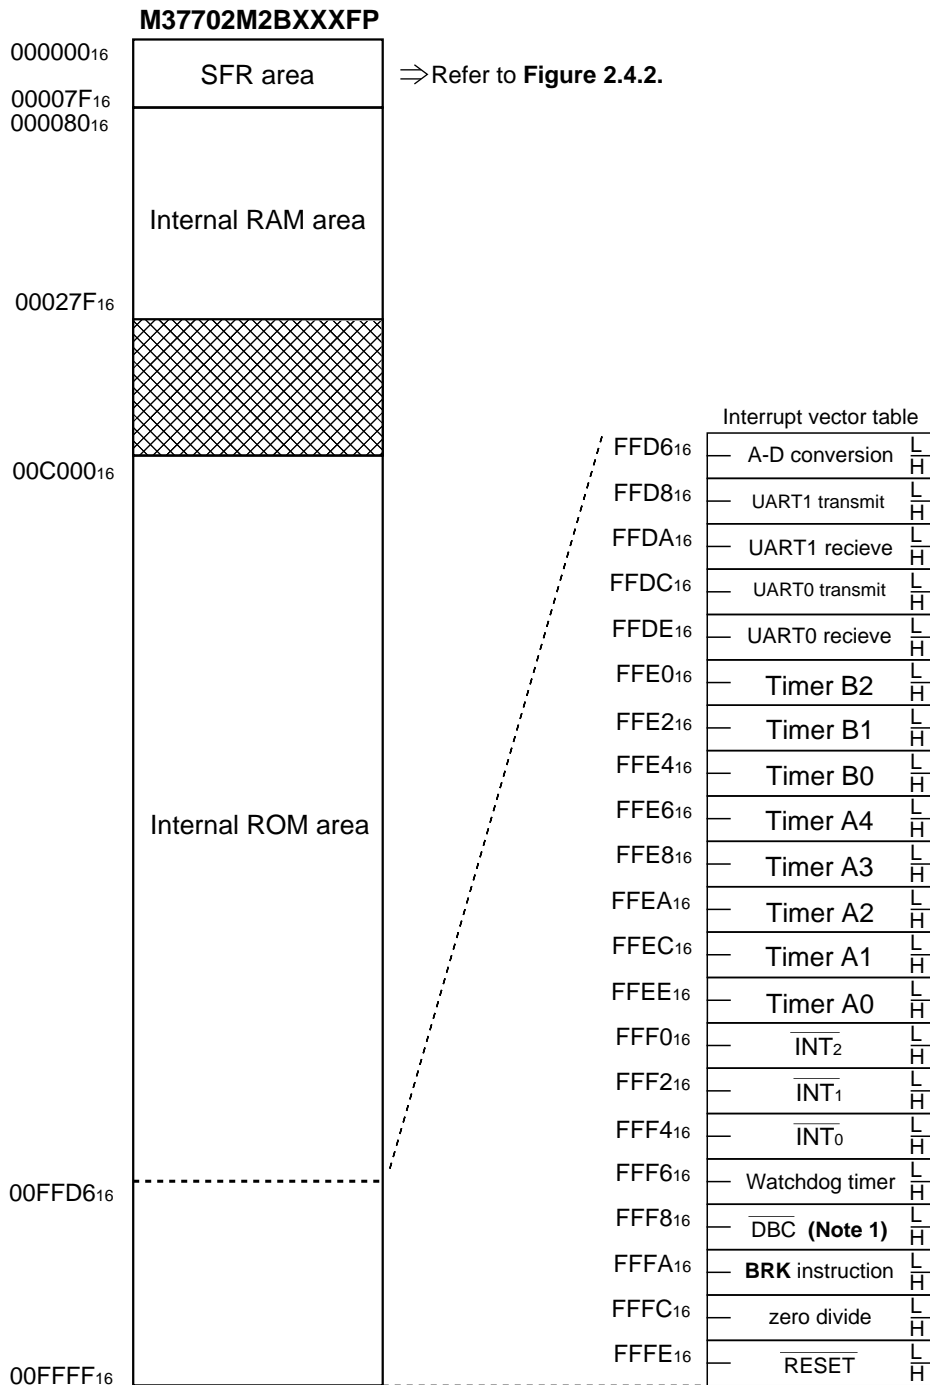 M37702M2BXXXFP
000000₁₆
SFR area
⇒Refer to Figure 2.4.2.
00007F₁₆
000080₁₆
Internal RAM area
00027F₁₆
00C000₁₆
Internal ROM area
00FFD6₁₆
00FFFF₁₆
Interrupt vector table
FFD6₁₆ A-D conversion L H
FFD8₁₆ UART1 transmit L H
FFDA₁₆ UART1 recieve L H
FFDC₁₆ UART0 transmit L H
FFDE₁₆ UART0 recieve L H
FFE0₁₆ Timer B2 L H
FFE2₁₆ Timer B1 L H
FFE4₁₆ Timer B0 L H
FFE6₁₆ Timer A4 L H
FFE8₁₆ Timer A3 L H
FFEA₁₆ Timer A2 L H
FFEC₁₆ Timer A1 L H
FFEE₁₆ Timer A0 L H
FFF0₁₆ INT₂ L H
FFF2₁₆ INT₁ L H
FFF4₁₆ INT₀ L H
FFF6₁₆ Watchdog timer L H
FFF8₁₆ DBC (Note 1) L H
FFFA₁₆ BRK instruction L H
FFFC₁₆ zero divide L H
FFFE₁₆ RESET L H